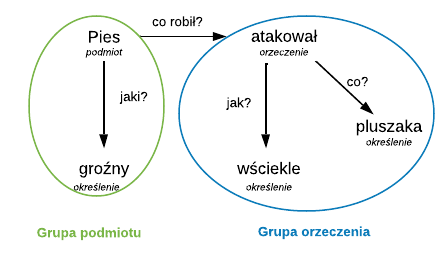 co robił?
Pies
podmiot
atakował
orzeczenie
jaki?
jak?
co?
pluszaka
określenie
groźny
określenie
wściekle
określenie
Grupa podmiotu
Grupa orzeczenia